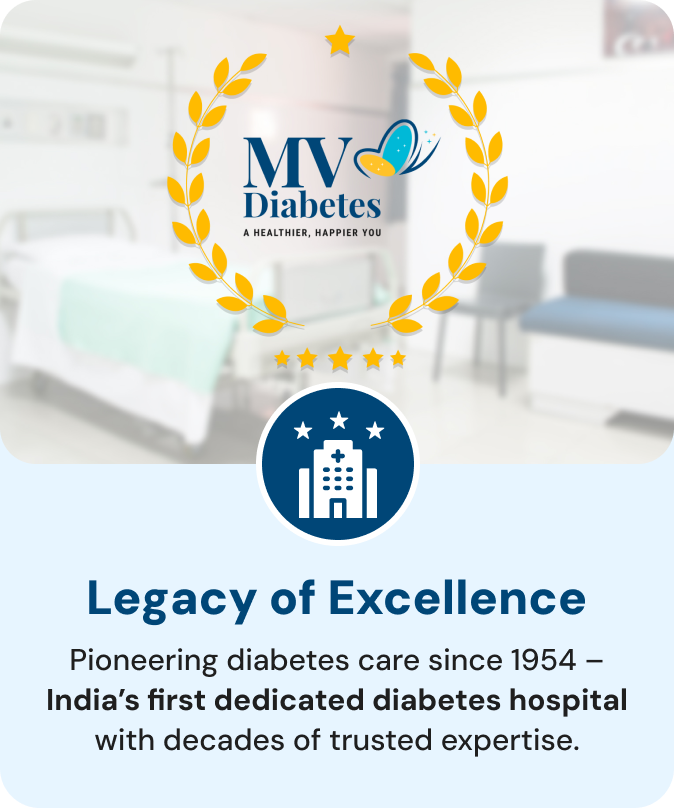 MV
Diabetes
A HEALTHIER, HAPPIER YOU
Legacy of Excellence
Pioneering diabetes care since 1954 –
India’s first dedicated diabetes hospital
with decades of trusted expertise.